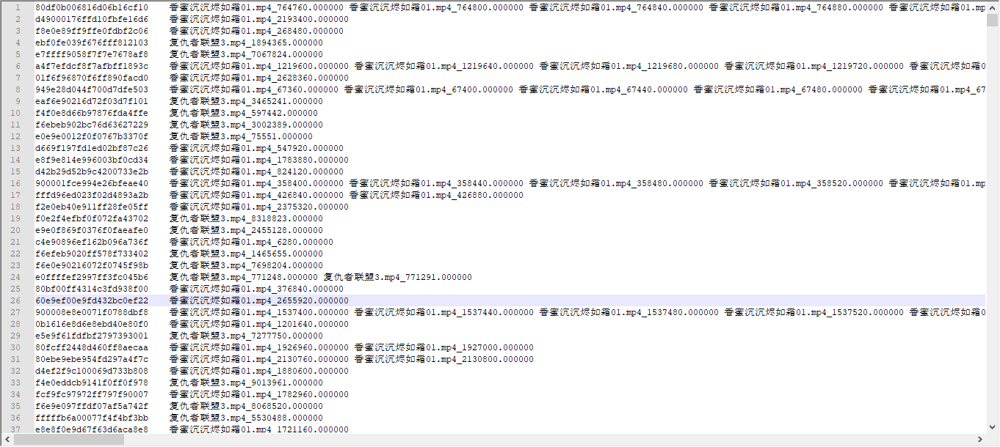 1 80df0b006816d06b16cf10 香蜜沉沉烬如霜01.mp4_764760.000000 香蜜沉沉烬如霜01.mp4_764800.000000 香蜜沉沉烬如霜01.mp4_764840.000000 香蜜沉沉烬如霜01.mp4_764880.000000 香蜜沉沉烬如霜01.mp
2 d49000176ffd10fbfe16d6 香蜜沉沉烬如霜01.mp4_2193400.000000
3 f8e0e89ff9ffe0fdbf2c06 香蜜沉沉烬如霜01.mp4_268480.000000
4 ebf0fe039f676fff812103 复仇者联盟3.mp4_1894365.000000
5 e7ffff9058f7f7e7678af8 复仇者联盟3.mp4_7067824.000000
6 a4f7efdcf8f7afbff1893c 香蜜沉沉烬如霜01.mp4_1219600.000000 香蜜沉沉烬如霜01.mp4_1219640.000000 香蜜沉沉烬如霜01.mp4_1219680.000000 香蜜沉沉烬如霜01.mp4_1219720.000000 香蜜沉沉烬如霜0
7 01f6f96870f6ff890facd0 香蜜沉沉烬如霜01.mp4_2628360.000000
8 949e28d044f700d7dfe503 香蜜沉沉烬如霜01.mp4_67360.000000 香蜜沉沉烬如霜01.mp4_67400.000000 香蜜沉沉烬如霜01.mp4_67440.000000 香蜜沉沉烬如霜01.mp4_67480.000000 香蜜沉沉烬如霜01.mp4_67
9 eaf6e90216d72f03d7f101 复仇者联盟3.mp4_3465241.000000
10 f4f0e8d66b97876fda4ffe 复仇者联盟3.mp4_597442.000000
11 f6ebeb902bc76d63627229 复仇者联盟3.mp4_3002389.000000
12 e0e9e0012f0f0767b3370f 复仇者联盟3.mp4_75551.000000
13 d669f197fd1ed02bf87c26 香蜜沉沉烬如霜01.mp4_547920.000000
14 e8f9e814e996003bf0cd34 香蜜沉沉烬如霜01.mp4_1783880.000000
15 d42b29d52b9c4200733e2b 香蜜沉沉烬如霜01.mp4_824120.000000
16 900001fce994e26bfeae40 香蜜沉沉烬如霜01.mp4_358400.000000 香蜜沉沉烬如霜01.mp4_358440.000000 香蜜沉沉烬如霜01.mp4_358480.000000 香蜜沉沉烬如霜01.mp4_358520.000000 香蜜沉沉烬如霜01.mp
17 fffd96ed023f02d4893a2b 香蜜沉沉烬如霜01.mp4_426840.000000 香蜜沉沉烬如霜01.mp4_426880.000000
18 f2e0eb40e911ff28fe05ff 香蜜沉沉烬如霜01.mp4_2375320.000000
19 f0e2f4efbf0f072fa43702 复仇者联盟3.mp4_8318823.000000
20 e9e0f869f0376f0faeafe0 复仇者联盟3.mp4_2455128.000000
21 c4e90896ef162b096a736f 香蜜沉沉烬如霜01.mp4_6280.000000
22 f6efeb9020ff578f733402 复仇者联盟3.mp4_1465655.000000
23 f6e0e90216072f0745f98b 复仇者联盟3.mp4_7698204.000000
24 e0ffffef2997ff3fc045b6 复仇者联盟3.mp4_771248.000000 复仇者联盟3.mp4_771291.000000
25 80bf00ff4314c3fd938f00 香蜜沉沉烬如霜01.mp4_376840.000000
26 60e9ef00e9fd432bc0ef22 香蜜沉沉烬如霜01.mp4_2655920.000000
27 900008e8e0071f0788dbf8 香蜜沉沉烬如霜01.mp4_1537400.000000 香蜜沉沉烬如霜01.mp4_1537440.000000 香蜜沉沉烬如霜01.mp4_1537480.000000 香蜜沉沉烬如霜01.mp4_1537520.000000 香蜜沉沉烬如霜0
28 0b1616e8d6e8ebd40e80f0 香蜜沉沉烬如霜01.mp4_1201640.000000
29 e5e9f61fdfbf2797393001 复仇者联盟3.mp4_7277750.000000
30 80fcff2448d460ff8aecaa 香蜜沉沉烬如霜01.mp4_1926960.000000 香蜜沉沉烬如霜01.mp4_1927000.000000
31 80ebe9ebe954fd297a4f7c 香蜜沉沉烬如霜01.mp4_2130760.000000 香蜜沉沉烬如霜01.mp4_2130800.000000
32 d4ef2f9c100069d733b808 香蜜沉沉烬如霜01.mp4_1880600.000000
33 f4e0eddcb9141f0ff0f978 复仇者联盟3.mp4_9013961.000000
34 fcf9fc97972ff797f90007 香蜜沉沉烬如霜01.mp4_1782960.000000
35 f6e9e097ffdf07af5a742f 复仇者联盟3.mp4_8068520.000000
36 fffffb6a00077f4f4bf3bb 复仇者联盟3.mp4_5530488.000000
37 e8e8f0e9d67f63d6aca8e8 香蜜沉沉烬如霜01.mp4_1721160.000000